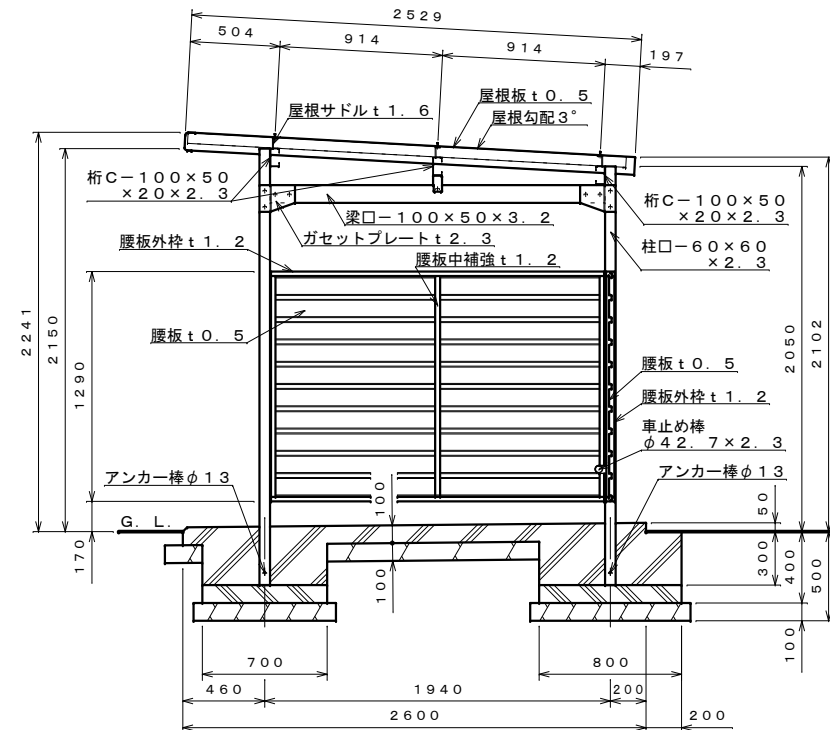 ２５２９
５０４
９１４
９１４
１９７
屋根サドルｔ１．６
屋根板ｔ０．５
屋根勾配３°
桁Ｃ－１００×５０
×２０×２．３
梁口－１００×５０×３．２
ガセットプレートｔ２．３
桁Ｃ－１００×５０
×２０×２．３
柱口－６０×６０
×２．３
腰板外枠ｔ１．２
腰板中補強ｔ１．２
腰板ｔ０．５
腰板ｔ０．５
腰板外枠ｔ１．２
車止め棒
φ４２．７×２．３
アンカー棒φ１３
アンカー棒φ１３
Ｇ．Ｌ．
２２４１
２１５０
１２９０
１７０
２０５０
２１０２
１００
１００
５０
３００
４００
５００
１００
７００
８００
４６０
１９４０
２００
２６００
２００